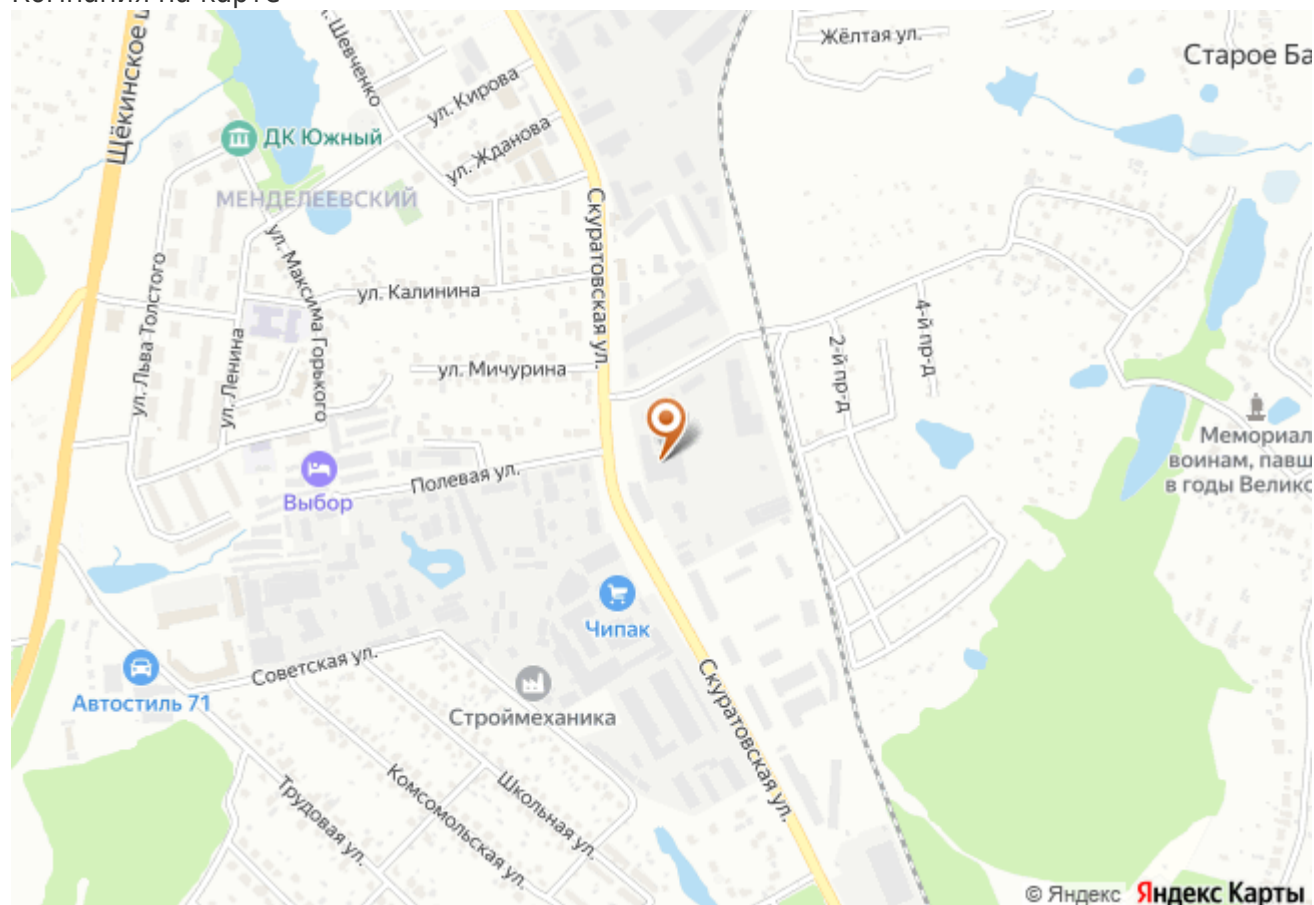 Компания на карте
Щёкинское ш
ул. Шевченко
ул. Кирова
ул. Жданова
Жёлтая ул.
Старое Ба
ДК Южный
МЕНДЕЛЕЕВСКИЙ
ул. Льва Толстого
ул. Максима Горького
ул. Калинина
Скуратовская ул.
ул. Ленина
ул. Мичурина
2-й пр-д
4-й пр-д
Выбор
Полевая ул.
Мемориал
воинам, павш
в годы Велико
Чипак
Советская ул.
Автостиль 71
Строймеханика
Скуратовская ул.
Трудовая ул.
Комсомольская ул.
Школьная ул.
© Яндекс Яндекс Карты